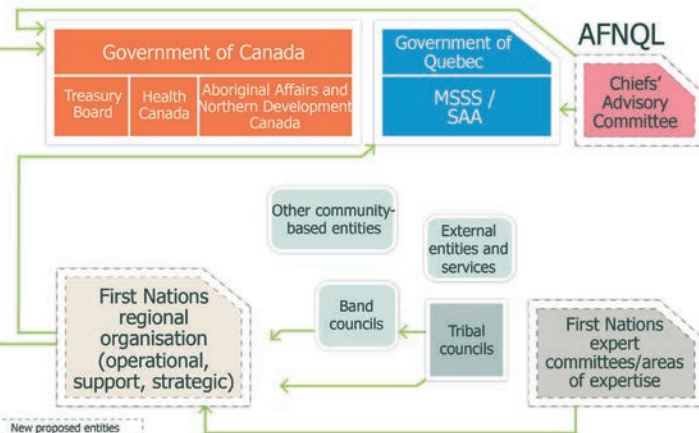 AFNQL
Government of Canada
Treasury
Board
Health
Canada
Aboriginal Affairs and
Northern Development
Canada
Government of
Quebec
MSSS /
SAA
Chiefs'
Advisory
Committee
Other community-
based entities
External
entities and
services
First Nations
regional
organisation
(operational,
support, strategic)
Band
councils
Tribal
councils
First Nations
expert
committees/areas
of expertise
New proposed entities